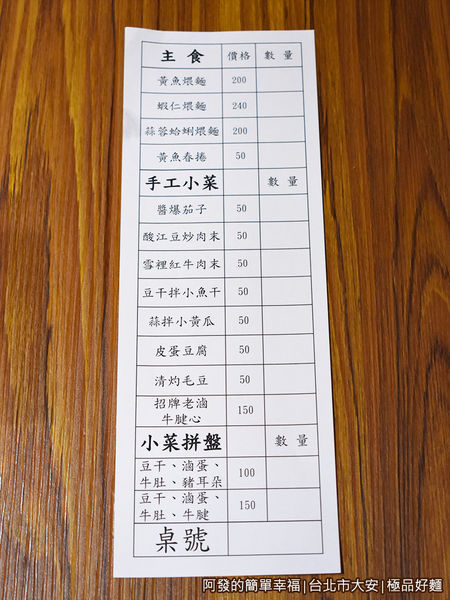 主食 價格 數量
黃魚煨麵 200
蝦仁煨麵 240
蒜蓉蛤蜊煨麵 200
黃魚春捲 50
手工小菜 數量
醬爆茄子 50
酸江豆炒肉末 50
雪裡紅牛肉末 50
豆干拌小魚干 50
蒜拌小黃瓜 50
皮蛋豆腐 50
清灼毛豆 50
招牌老滷
牛腱心 150
小菜拼盤 數量
豆干、滷蛋、
牛肚、豬耳朵 100
豆干、滷蛋、
牛肚、牛腱 150
桌號
阿發的簡單幸福|台北市大安|極品好麵